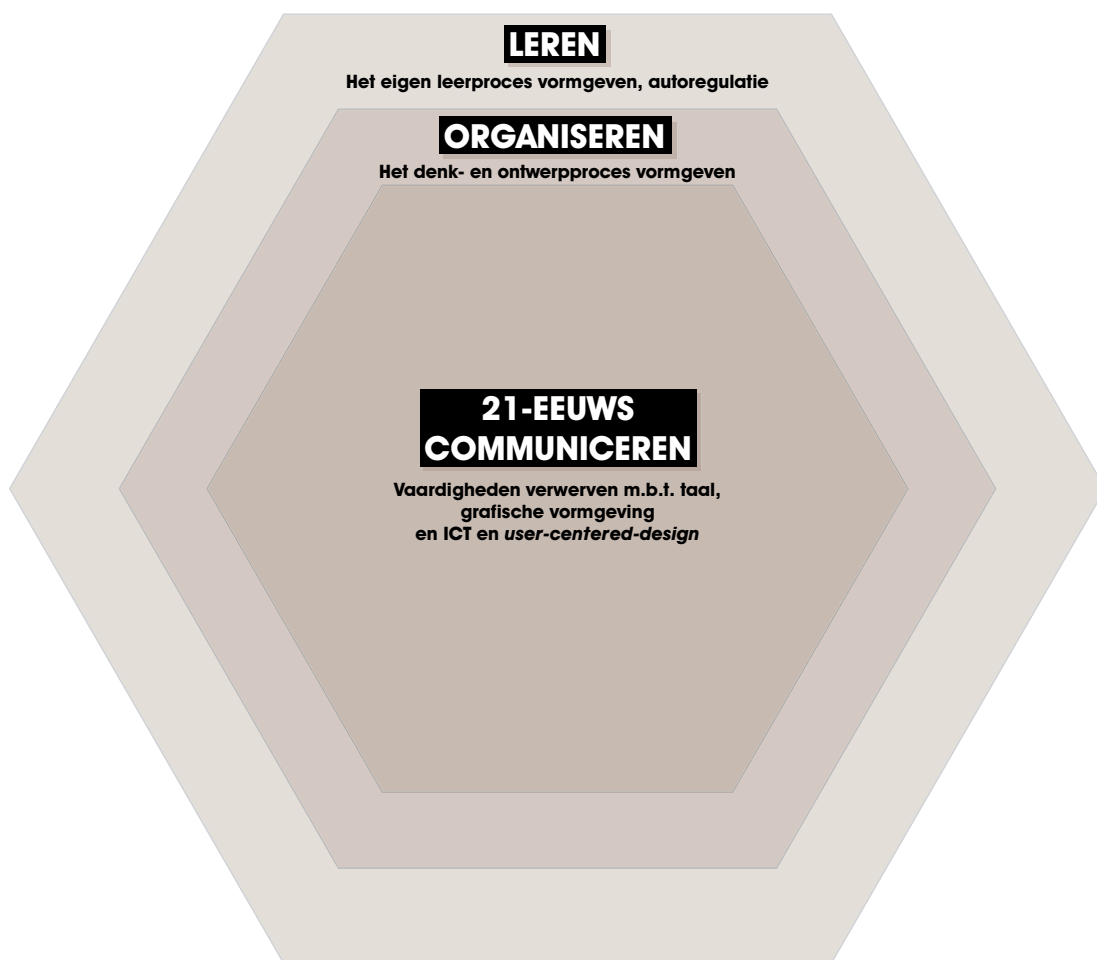 LEREN
Het eigen leerproces vormgeven, autoregulatie
ORGANISEREN
Het denk- en ontwerpproces vormgeven
21-EEUWS
COMMUNICEREN
Vaardigheden verwerven m.b.t. taal,
grafische vormgeving
en ICT en user-centered-design